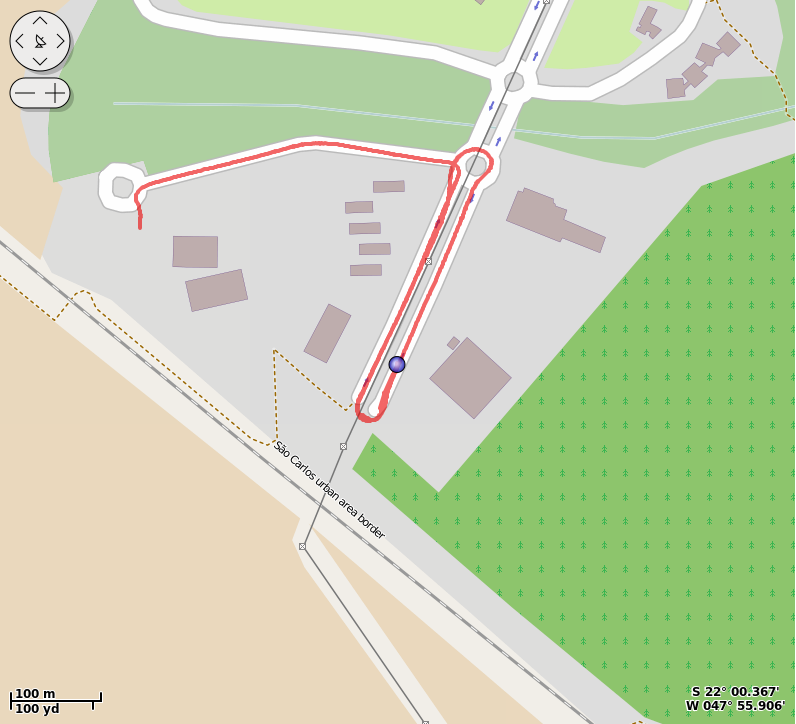 São Carlos urban area border
100 m
100 yd
S 22° 00.367'
W 047° 55.906'